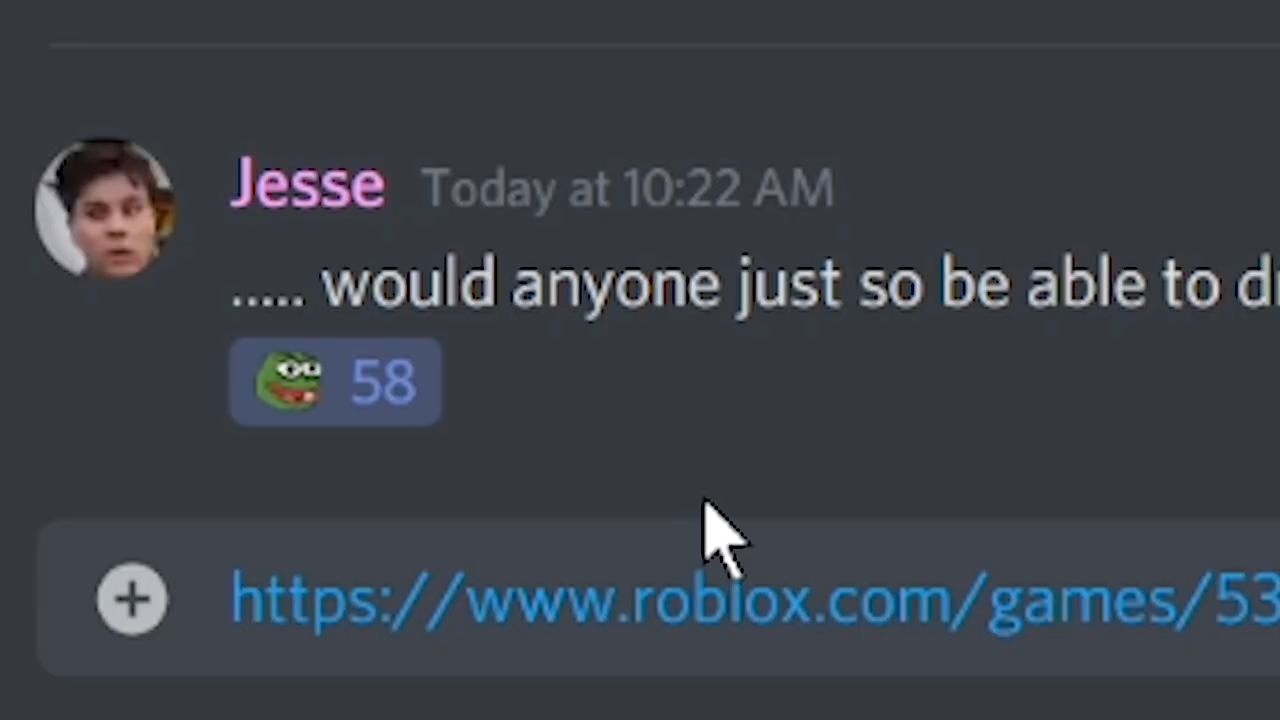 Jesse Today at 10:22 AM
..... would anyone just so be able to
58
https://www.roblox.com/games/53